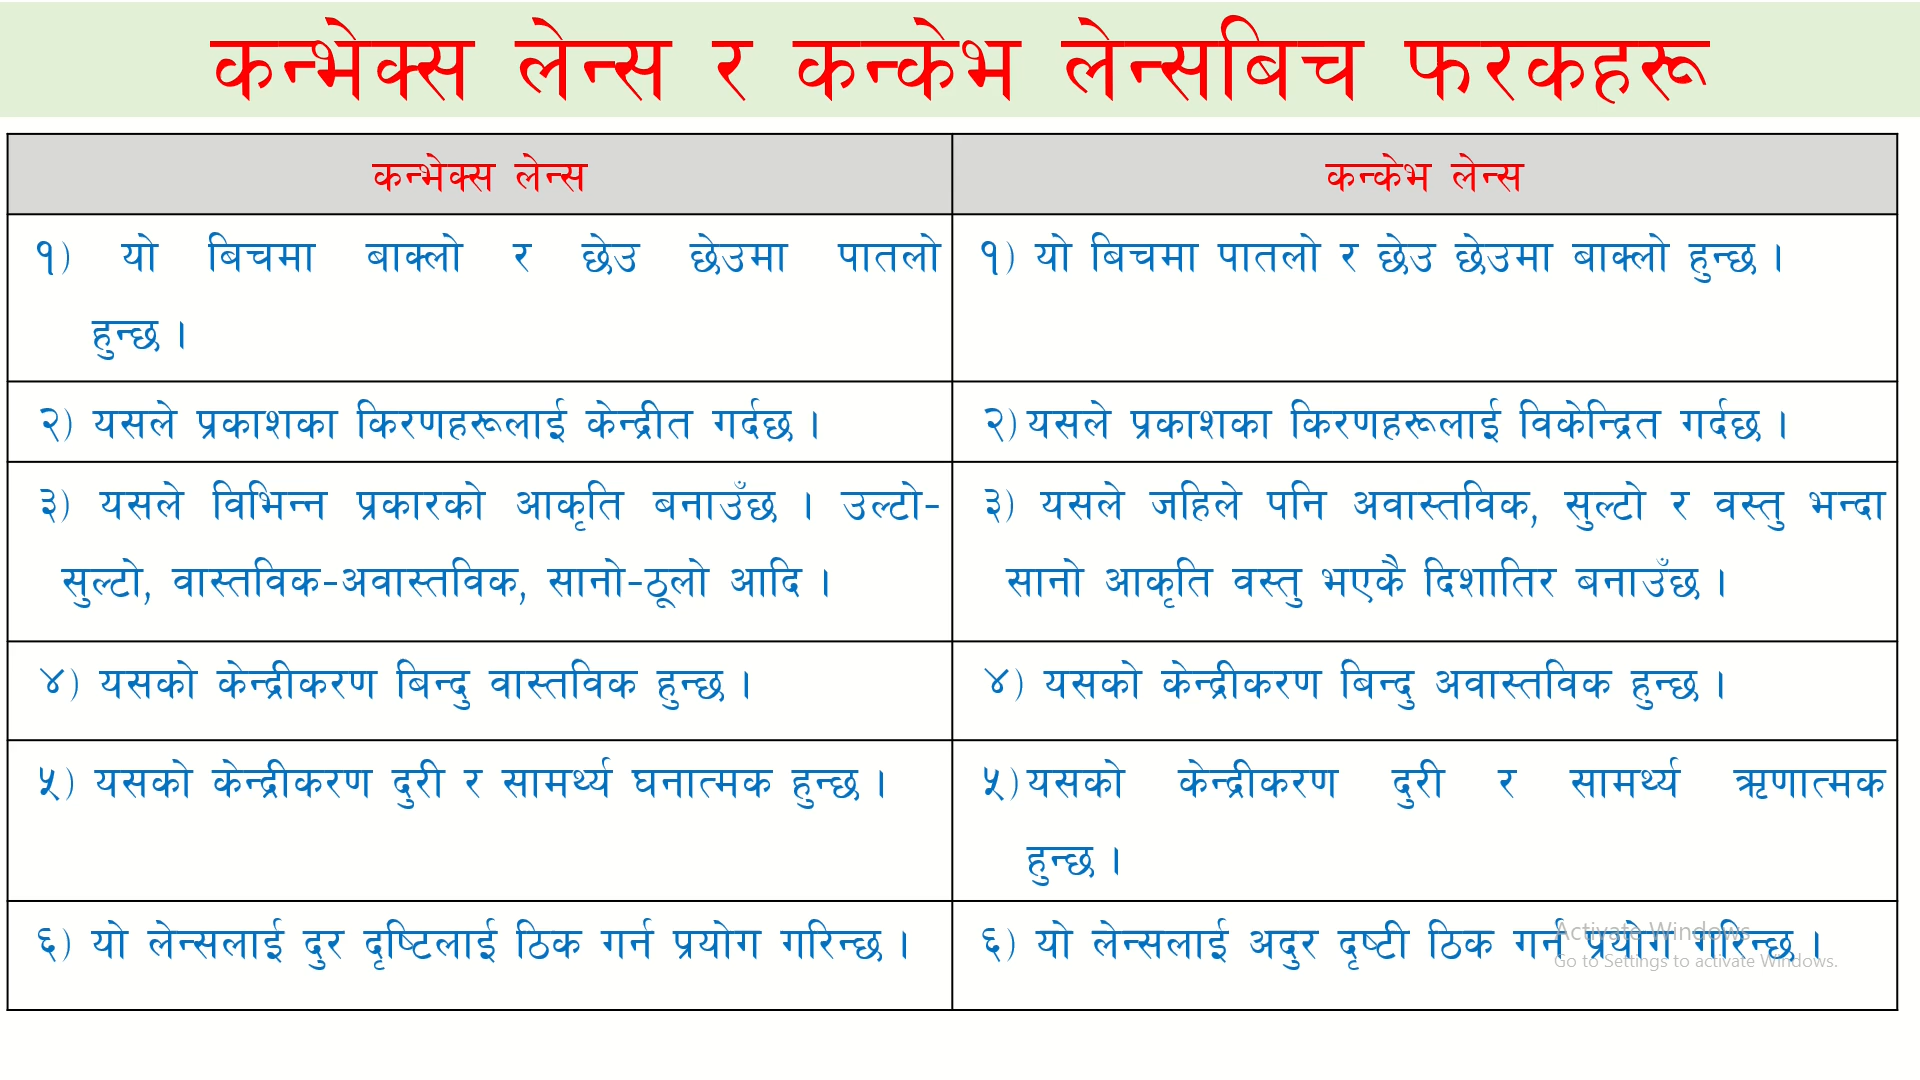 कन्भेक्स लेन्स र कन्केभ लेन्सबिच फरकहरू
कन्भेक्स लेन्स
कन्केभ लेन्स
१) यो बिचमा बाक्लो र छेउ छेउमा पातलो
हुन्छ ।
१) यो बिचमा पातलो र छेउ छेउमा बाक्लो हुन्छ ।
२) यसले प्रकाशका किरणहरूलाई केन्द्रीत गर्दछ ।
२) यसले प्रकाशका किरणहरूलाई विकेन्द्रित गर्दछ ।
३) यसले विभिन्न प्रकारको आकृति बनाउँछ । उल्टो-
सुल्टो, वास्तविक-अवास्तविक, सानो-ठूलो आदि ।
३) यसले जहिले पनि अवास्तविक, सुल्टो र वस्तु भन्दा
सानो आकृति वस्तु भएकै दिशातिर बनाउँछ ।
४) यसको केन्द्रीकरण बिन्दु वास्तविक हुन्छ ।
४) यसको केन्द्रीकरण बिन्दु अवास्तविक हुन्छ ।
५) यसको केन्द्रीकरण दुरी र सामर्थ्य घनात्मक हुन्छ ।
५) यसको केन्द्रीकरण दुरी र सामर्थ्य ऋणात्मक
हुन्छ ।
६) यो लेन्सलाई दुर दृष्टिलाई ठिक गर्न प्रयोग गरिन्छ ।
६) यो लेन्सलाई अदुर दृष्टी ठिक गर्न प्रयोग गरिन्छ ।
Activate Windows
Go to Settings to activate Windows.